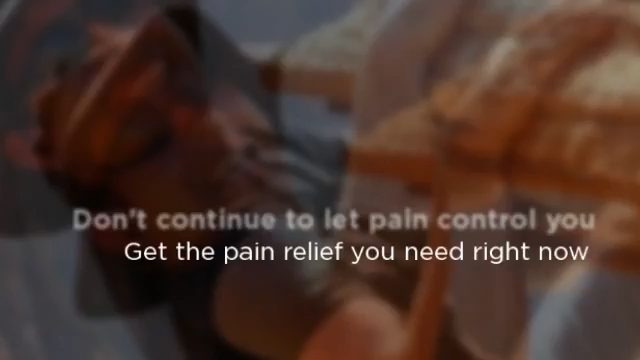 Don't continue to let pain control you
Get the pain relief you need right now